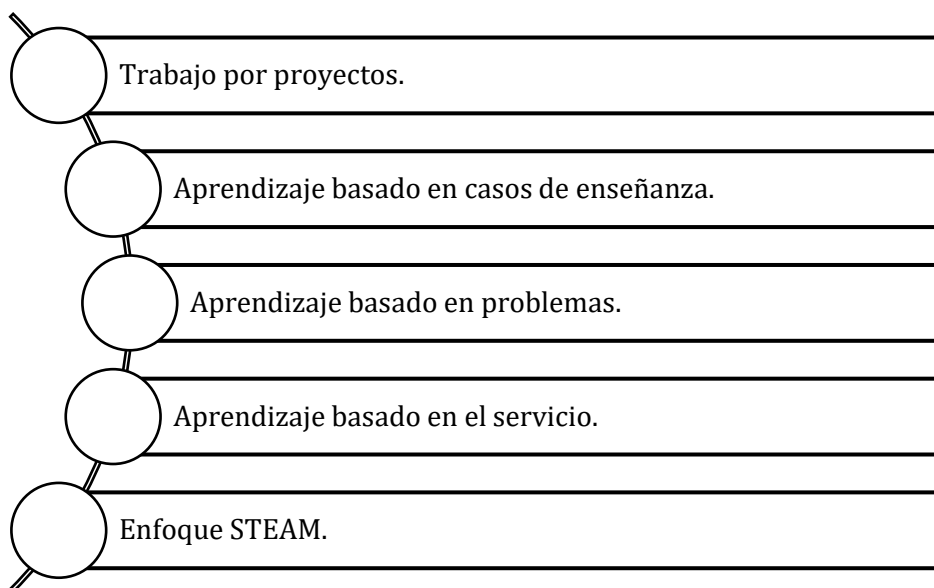 Trabajo por proyectos.
Aprendizaje basado en casos de enseñanza.
Aprendizaje basado en problemas.
Aprendizaje basado en el servicio.
Enfoque STEAM.